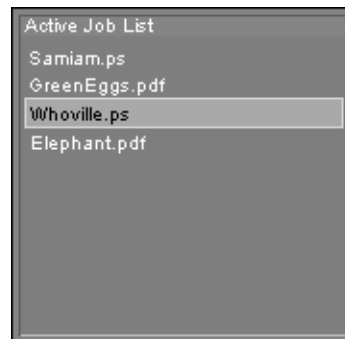 Active Job List
Samiam.ps
GreenEggs.pdf
Whoville.ps
Elephant.pdf